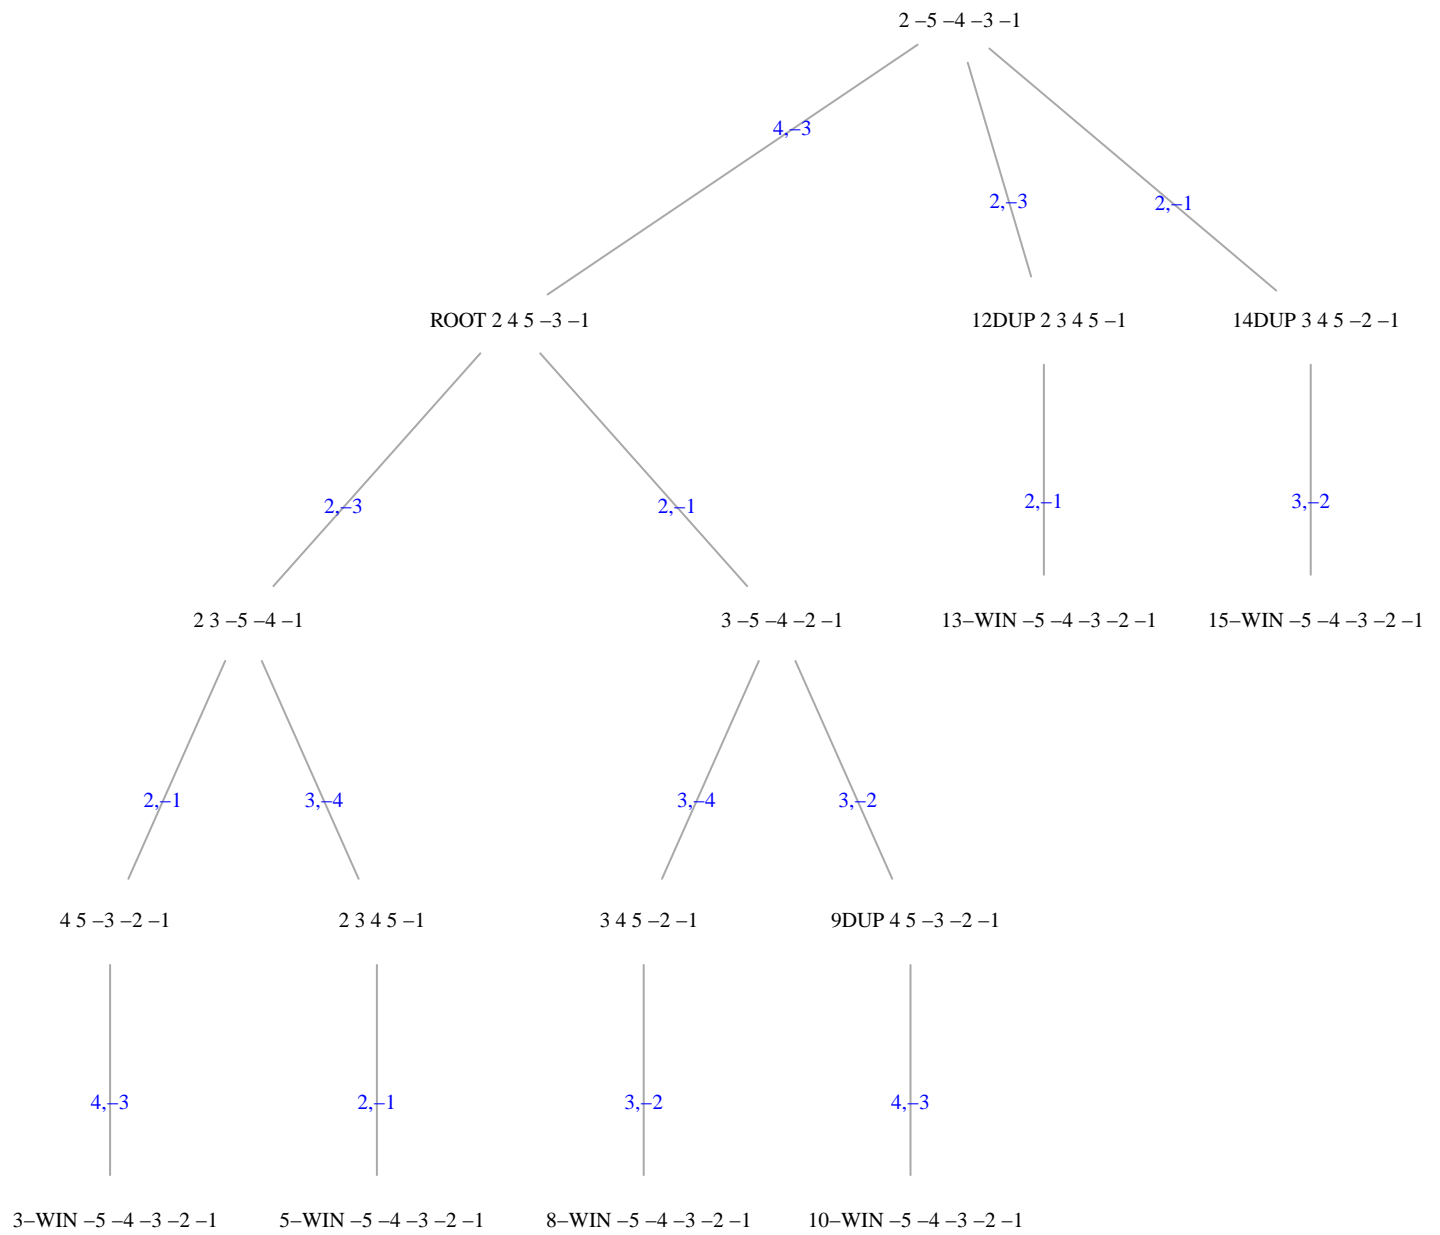 2 –5 –4 –3 –1
4,–3
2,–3
2,–1
ROOT 2 4 5 –3 –1
12DUP 2 3 4 5 –1
14DUP 3 4 5 –2 –1
2,–3
2,–1
2,–1
3,–2
2 3 –5 –4 –1
3 –5 –4 –2 –1
13–WIN –5 –4 –3 –2 –1
15–WIN –5 –4 –3 –2 –1
2,–1
3,–4
3,–4
3,–2
4 5 –3 –2 –1
2 3 4 5 –1
3 4 5 –2 –1
9DUP 4 5 –3 –2 –1
4,–3
2,–1
3,–2
4,–3
3–WIN –5 –4 –3 –2 –1
5–WIN –5 –4 –3 –2 –1
8–WIN –5 –4 –3 –2 –1
10–WIN –5 –4 –3 –2 –1